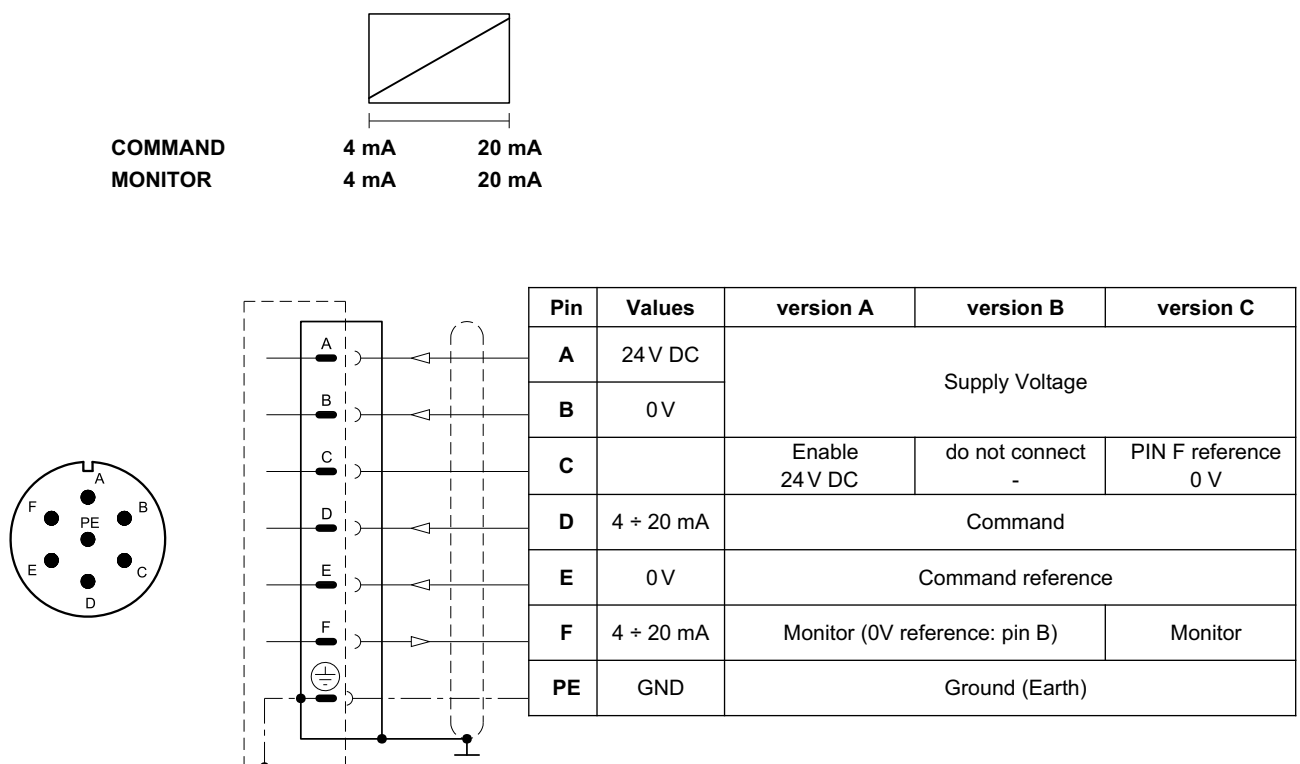 COMMAND 4 mA 20 mA
MONITOR 4 mA 20 mA
Pin Values version A version B version C
A 24 V DC Supply Voltage
B 0 V
C Enable 24 V DC do not connect - PIN F reference 0 V
D 4 ÷ 20 mA Command
E 0 V Command reference
F 4 ÷ 20 mA Monitor (0V reference: pin B) Monitor
PE GND Ground (Earth)
A
B
C
D
E
F
A
F B
PE
E C
D